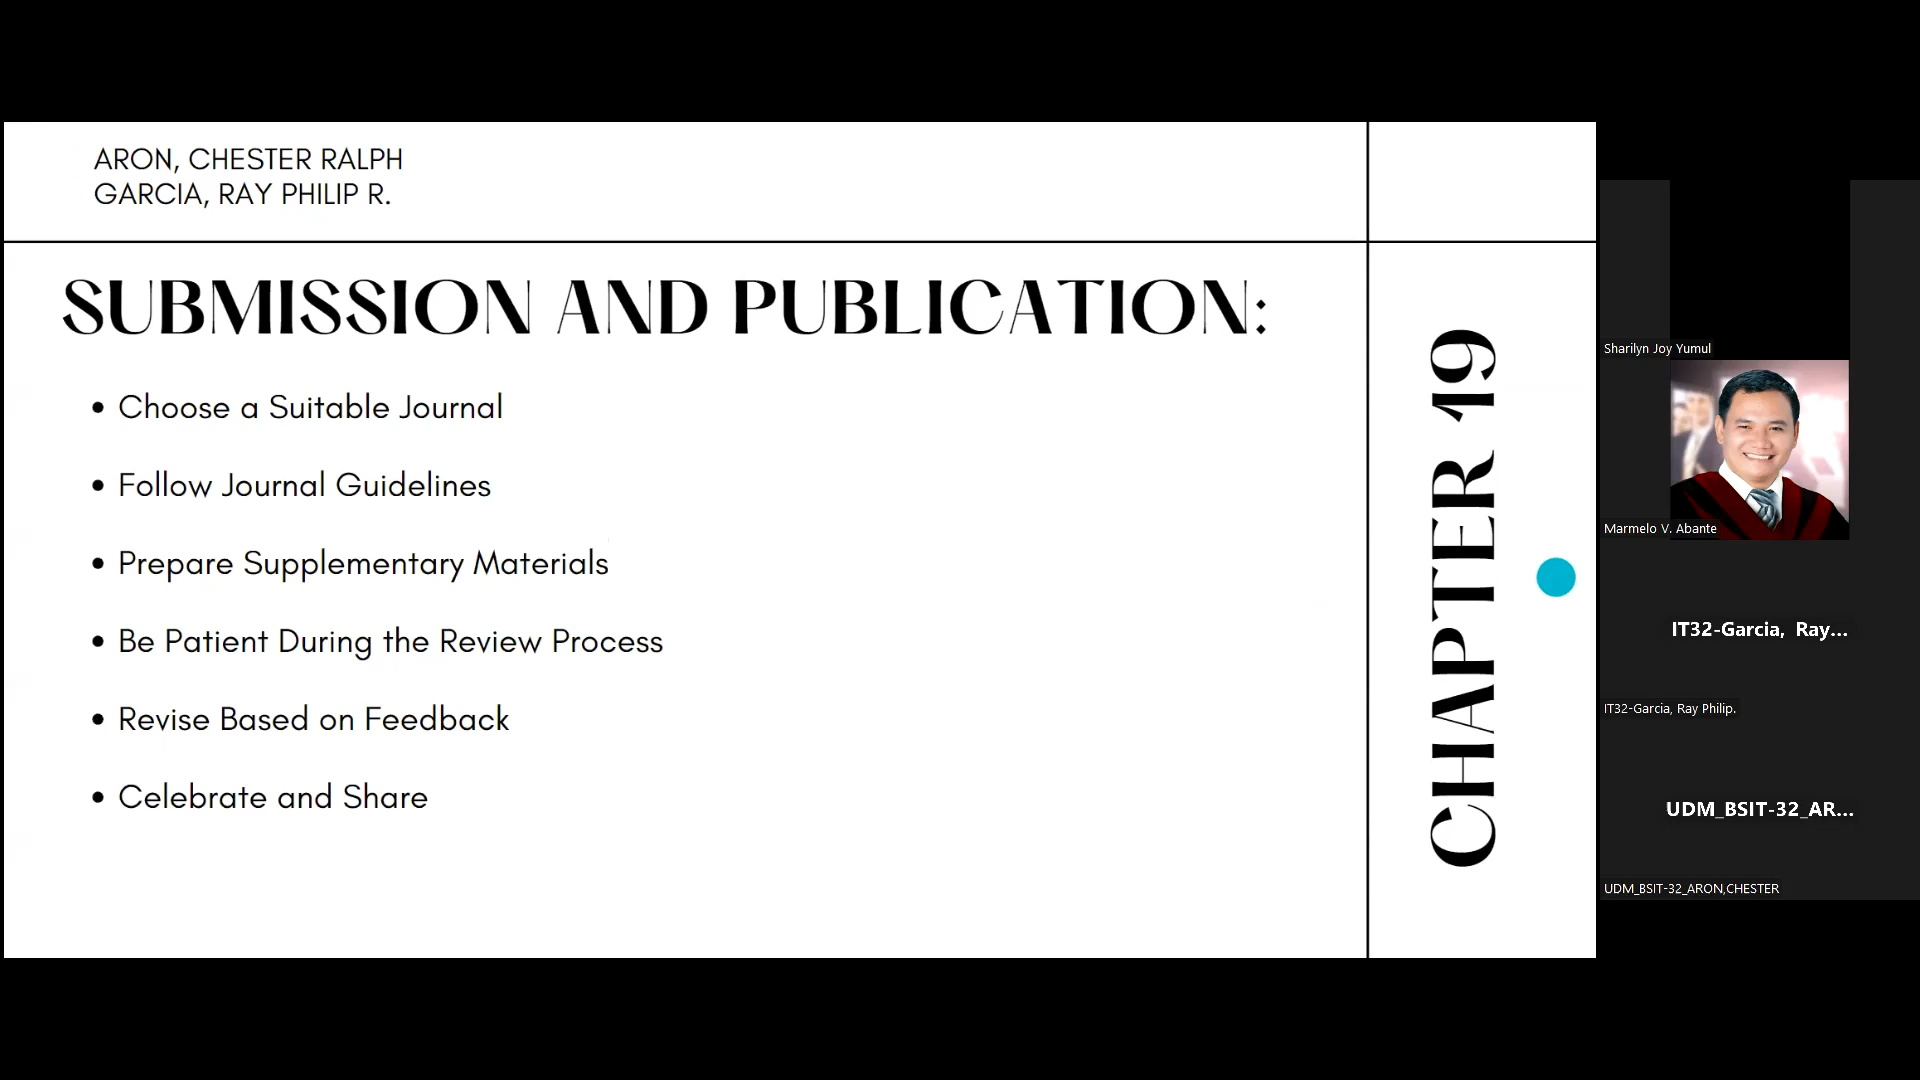 ARON, CHESTER RALPH
GARCIA, RAY PHILIP R.
SUBMISSION AND PUBLICATION:
• Choose a Suitable Journal
• Follow Journal Guidelines
• Prepare Supplementary Materials
• Be Patient During the Review Process
• Revise Based on Feedback
• Celebrate and Share
CHAPTER 19
Sharilyn Joy Yumul
Marmelo V. Abante
IT32-Garcia, Ray...
IT32-Garcia, Ray Philip.
UDM_BSIT-32_AR...
UDM_BSIT-32_ARON,CHESTER